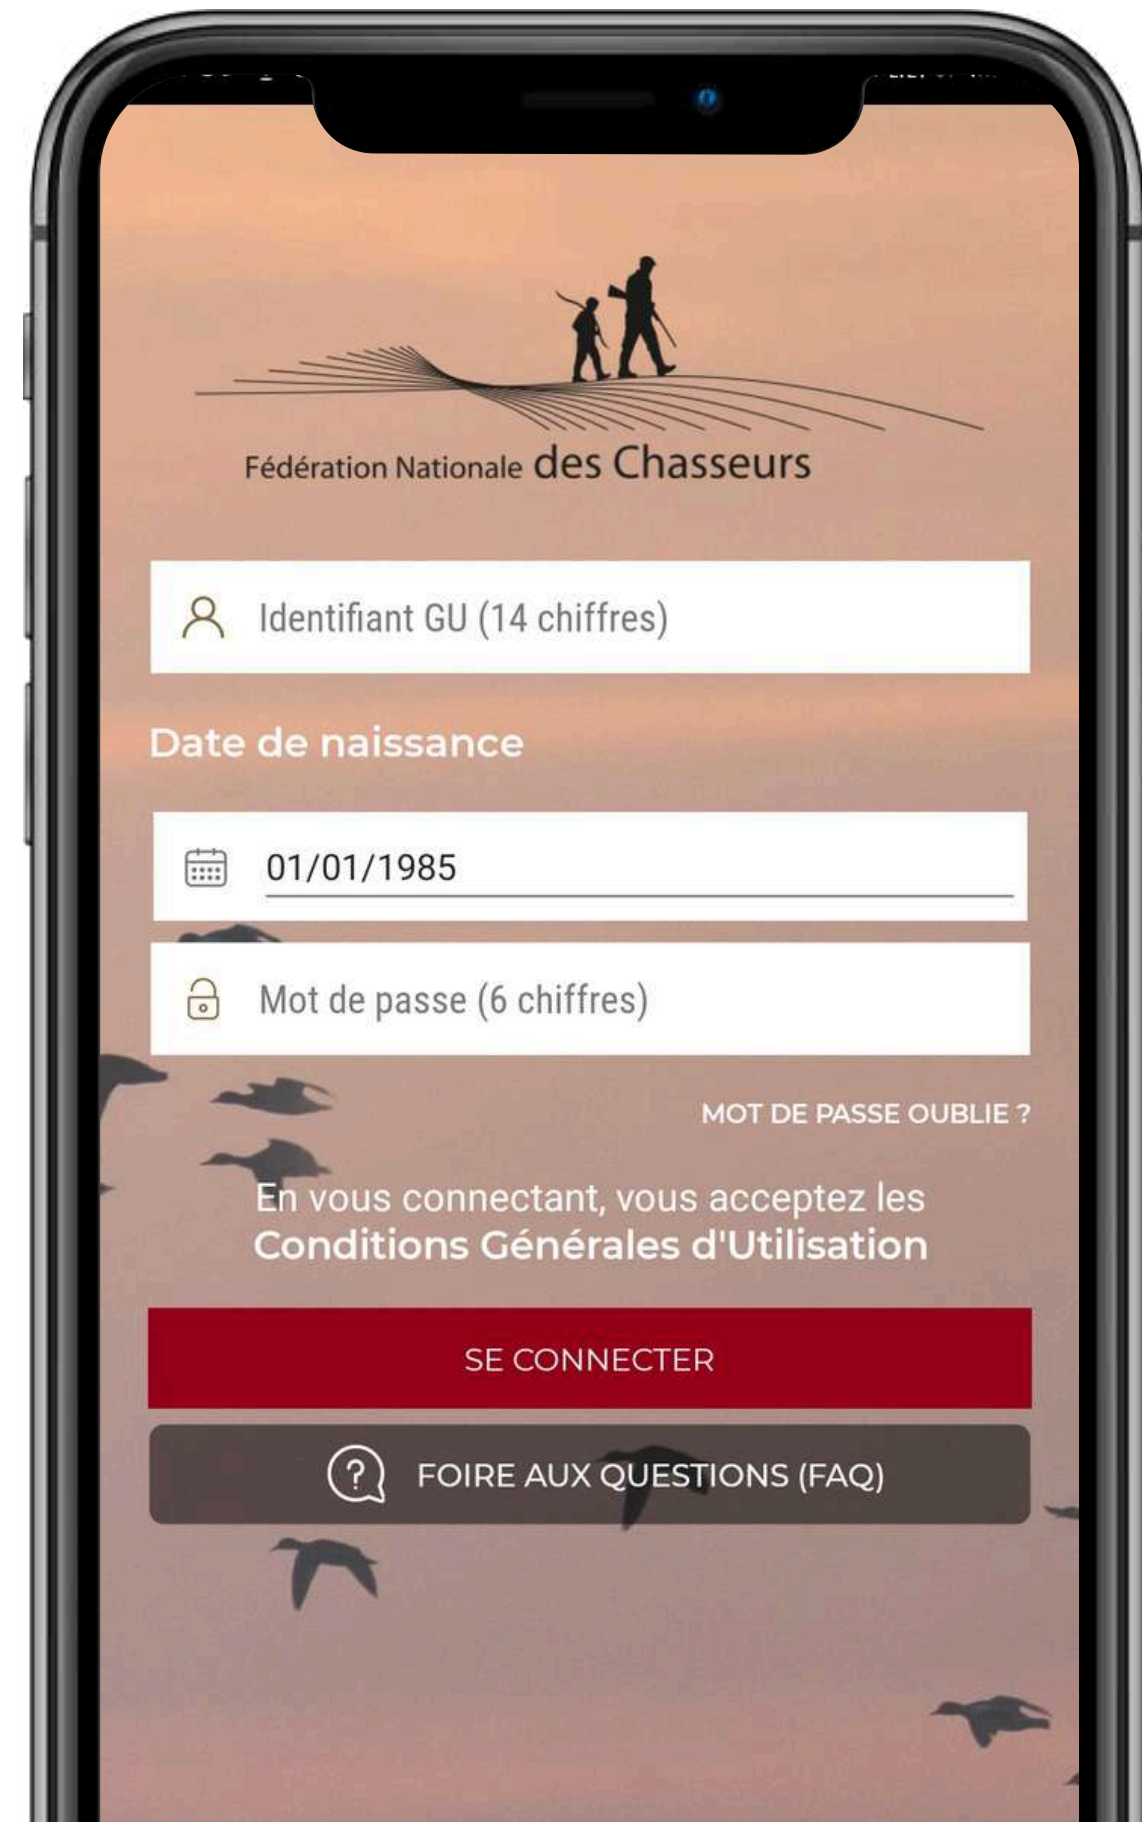 Fédération Nationale des Chasseurs
Identifiant GU (14 chiffres)
Date de naissance
01/01/1985
Mot de passe (6 chiffres)
MOT DE PASSE OUBLIE ?
En vous connectant, vous acceptez les
Conditions Générales d'Utilisation
SE CONNECTER
FOIRE AUX QUESTIONS (FAQ)